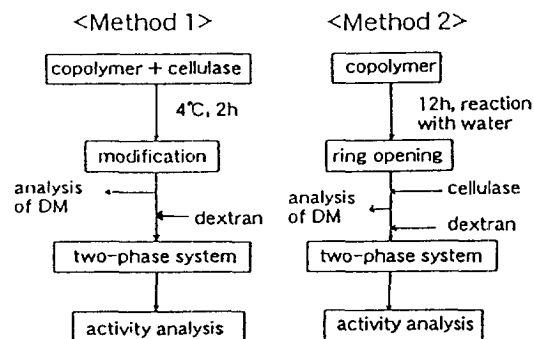 <Method 1>
copolymer + cellulase
4℃, 2h
modification
analysis
of DM
dextran
two-phase system
activity analysis
<Method 2>
copolymer
12h, reaction
with water
ring opening
cellulase
analysis
of DM
dextran
two-phase system
activity analysis